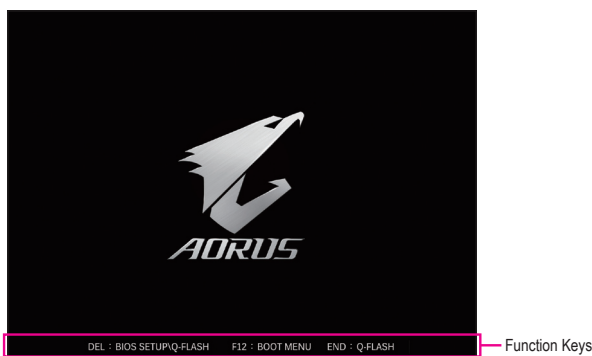 AORUS
DEL : BIOS SETUP\Q-FLASH F12 : BOOT MENU END : Q-FLASH
Function Keys